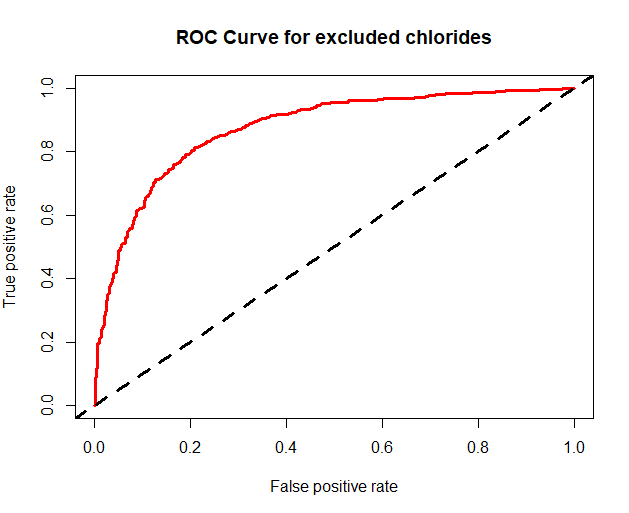 ROC Curve for excluded chlorides
True positive rate
1.0
0.8
0.6
0.4
0.2
0.0
0.0 0.2 0.4 0.6 0.8 1.0
False positive rate